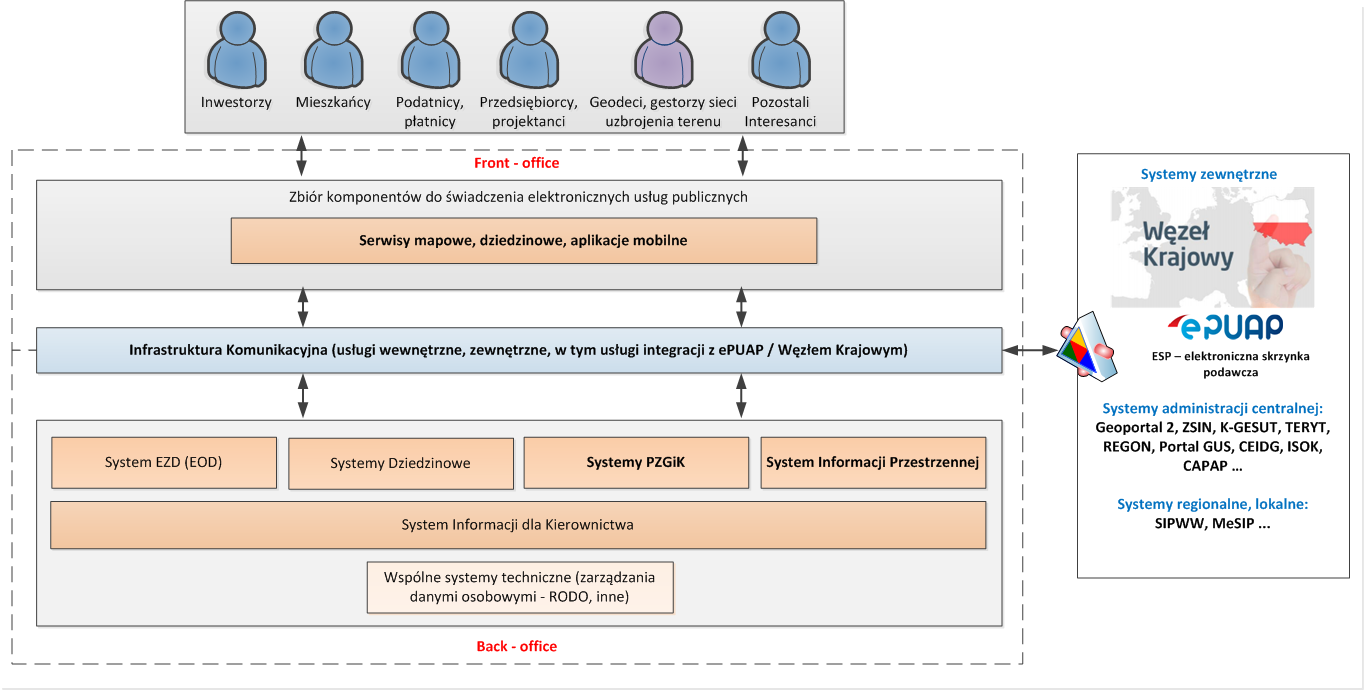 Inwestorzy
Mieszkańcy
Podatnicy,
płatnicy
Przedsiębiorcy,
projektanci
Geodeci, gestorzy sieci
uzbrojenia terenu
Pozostali
Interesanci
Front - office
Zbiór komponentów do świadczenia elektronicznych usług publicznych
Serwisy mapowe, dziedzinowe, aplikacje mobilne
Infrastruktura Komunikacyjna (usługi wewnętrzne, zewnętrzne, w tym usługi integracji z ePUAP / Węzłem Krajowym)
System EZD (EOD)
Systemy Dziedzinowe
Systemy PZGiK
System Informacji Przestrzennej
System Informacji dla Kierownictwa
Wspólne systemy techniczne (zarządzania
danymi osobowymi - RODO, inne)
Back - office
Systemy zewnętrzne
Węzeł
Krajowy
ePUAP
ESP – elektroniczna skrzynka
podawcza
Systemy administracji centralnej:
Geoportal 2, ZSIN, K-GESUT, TERYT,
REGON, Portal GUS, CEIDG, ISOK,
CAPAP ...
Systemy regionalne, lokalne:
SIPWW, MeSIP ...